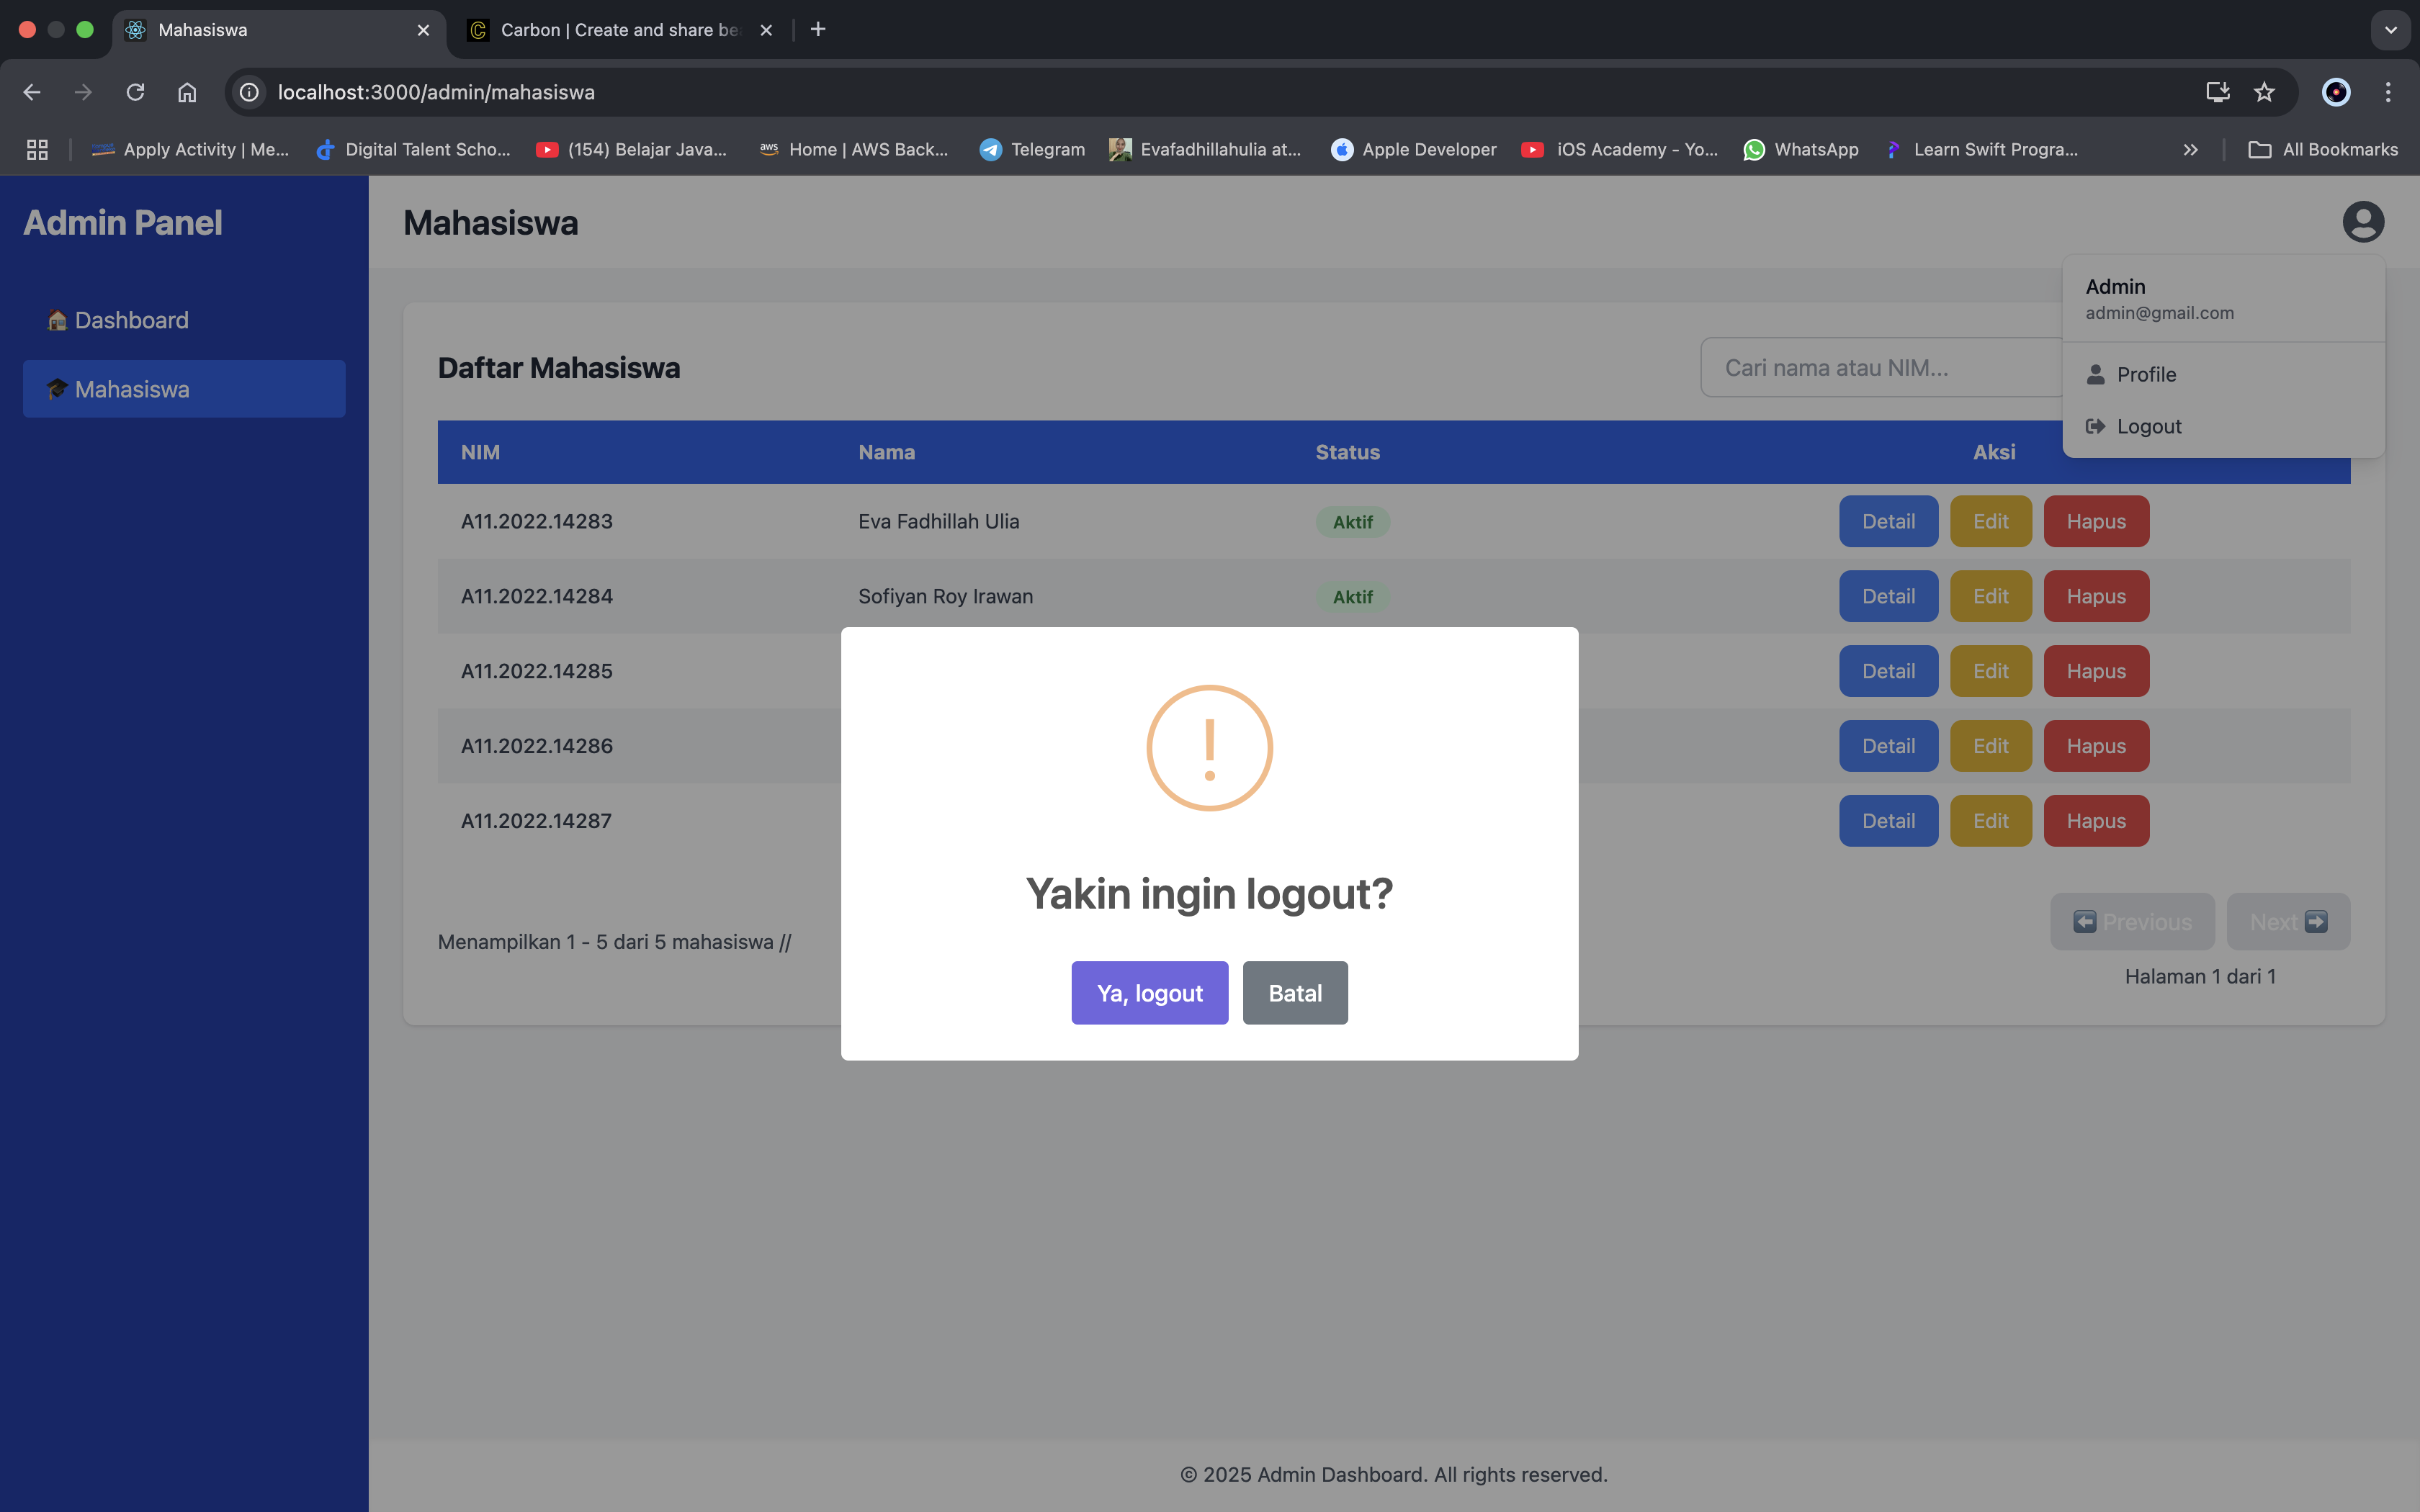 Mahasiswa
Carbon | Create and share be
localhost:3000/admin/mahasiswa
Apply Activity | Me...
Digital Talent Scho...
(154) Belajar Java...
aws
Home | AWS Back...
Telegram
Evafadhillahulia at...
Apple Developer
iOS Academy - Yo...
WhatsApp
Learn Swift Progra...
All Bookmarks
Admin Panel
Dashboard
Mahasiswa
Mahasiswa
Admin
admin@gmail.com
Profile
Logout
Daftar Mahasiswa
Cari nama atau NIM...
NIM Nama Status Aksi
A11.2022.14283 Eva Fadhillah Ulia Aktif Detail Edit Hapus
A11.2022.14284 Sofiyan Roy Irawan Aktif Detail Edit Hapus
A11.2022.14285 Detail Edit Hapus
A11.2022.14286 Detail Edit Hapus
A11.2022.14287 Detail Edit Hapus
Yakin ingin logout?
Ya, logout
Batal
Menampilkan 1 - 5 dari 5 mahasiswa //
Previous
Next
Halaman 1 dari 1
© 2025 Admin Dashboard. All rights reserved.